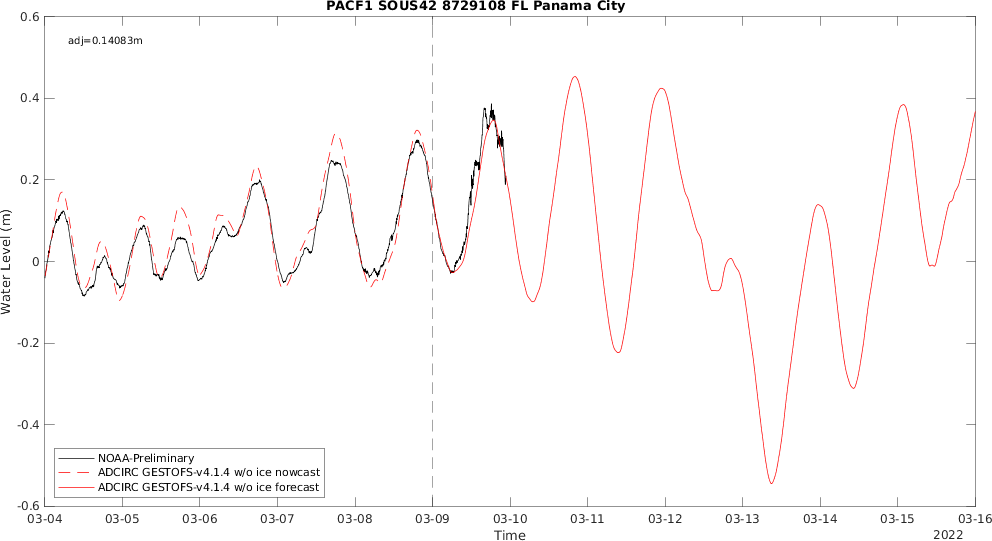 PACF1 SOUS42 8729108 FL Panama City
adj=0.14083m
0.6
0.4
0.2
0
-0.2
-0.4
-0.6
Water Level (m)
NOAA-Preliminary
ADCIRC GESTOFS-v4.1.4 w/o ice nowcast
ADCIRC GESTOFS-v4.1.4 w/o ice forecast
03-04 03-05 03-06 03-07 03-08 03-09 03-10 03-11 03-12 03-13 03-14 03-15 03-16
Time
2022